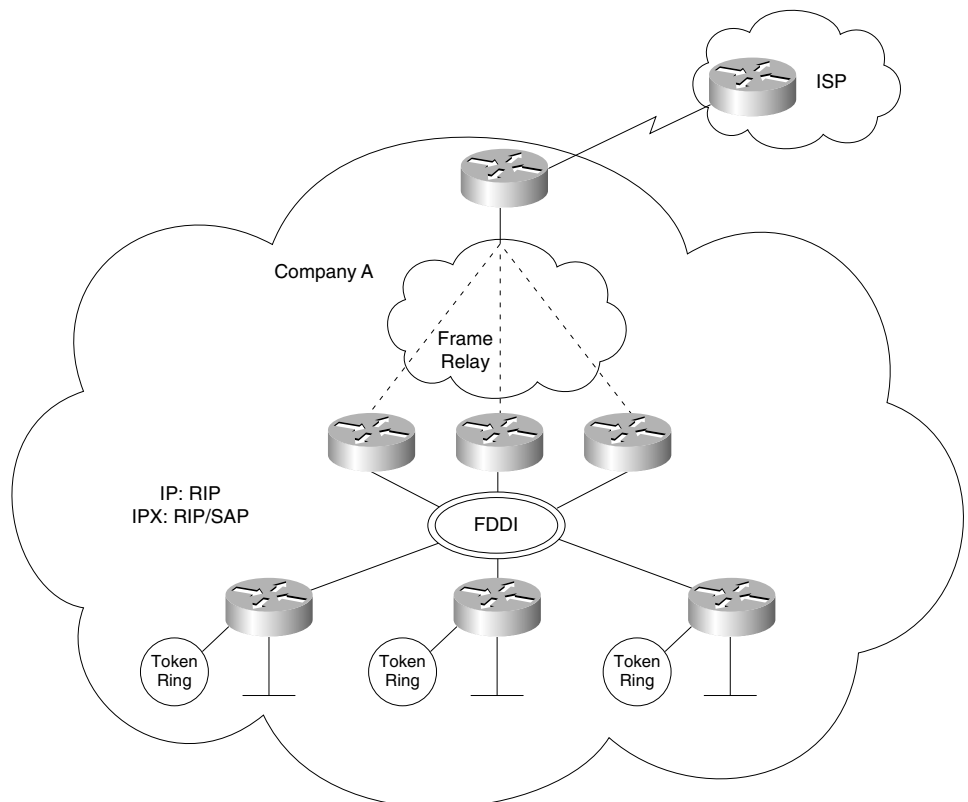 ISP
Company A
Frame
Relay
IP: RIP
IPX: RIP/SAP
FDDI
Token
Ring
Token
Ring
Token
Ring